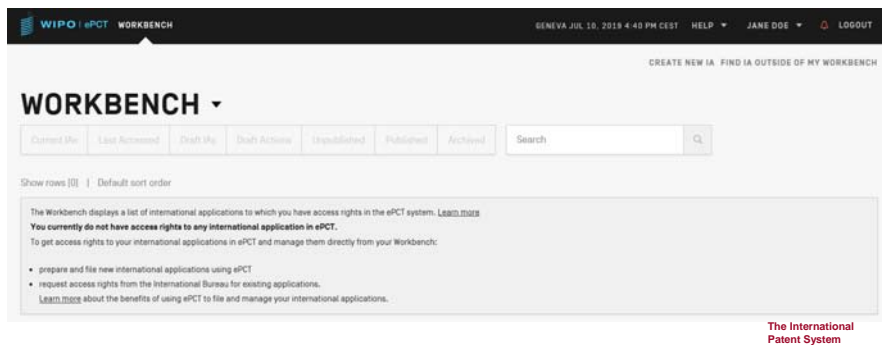 WIPO | ePCT WORKBENCH GENEVA JUL 10, 2019 4:40 PM CEST HELP JANE DOE LOGOUT
CREATE NEW IA FIND IA OUTSIDE OF MY WORKBENCH
WORKBENCH
Current IAs Last Accessed Draft IAs Draft Actions Unpublished Published Archived Search
Show rows [0] | Default sort order
The Workbench displays a list of international applications to which you have access rights in the ePCT system. Learn more
You currently do not have access rights to any international application in ePCT.
To get access rights to your international applications in ePCT and manage them directly from your Workbench:
• prepare and file new international applications using ePCT
• request access rights from the International Bureau for existing applications.
Learn more about the benefits of using ePCT to file and manage your international applications.
The International
Patent System